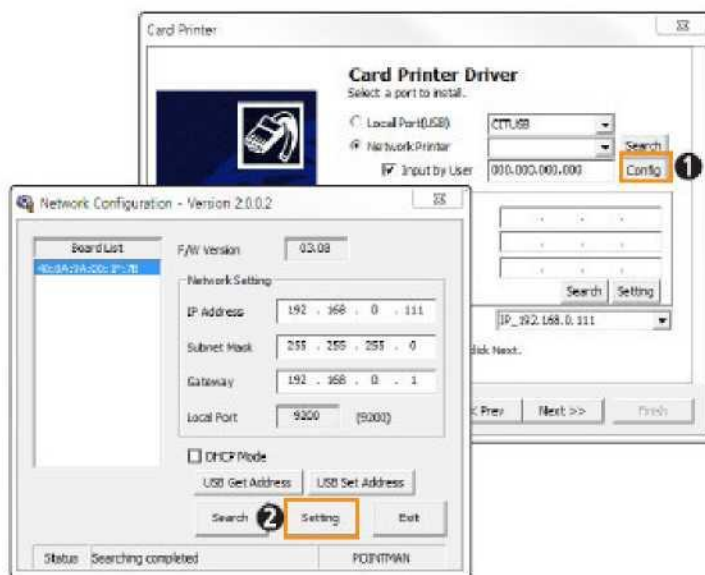 Card Printer
Card Printer Driver
Select a port to install.
Local Port(USB) CITUSB
Network Printer Search
Input by User 000.000.000.000 Config 1
Search Setting
IP_192.168.0.111
click Next.
< Prev Next >> Finish
Network Configuration - Version 2.0.0.2
Board List
F/W Version 03.08
Network Setting
IP Address 192 . 168 . 0 . 111
Subnet Mask 255 . 255 . 255 . 0
Gateway 192 . 168 . 0 . 1
Local Port 9200 (9200)
DHCP Mode
USB Get Address USB Set Address
Search 2 Setting Exit
Status Searching completed POINTMAN